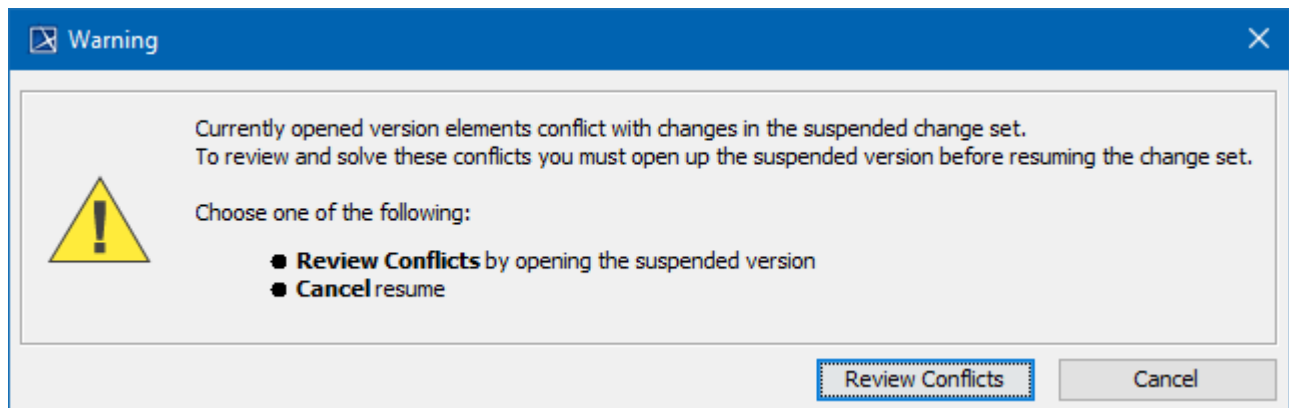 Warning
Currently opened version elements conflict with changes in the suspended change set.
To review and solve these conflicts you must open up the suspended version before resuming the change set.
Choose one of the following:
● Review Conflicts by opening the suspended version
● Cancel resume
Review Conflicts
Cancel